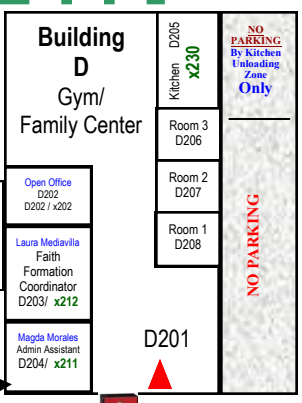 Building
D
Gym/
Family Center
Kitchen D205
x230
NO
PARKING
By Kitchen
Unloading
Zone
Only
Room 3
D206
Room 2
D207
Room 1
D208
NO PARKING
Open Office
D202
D202 / x202
Laura Mediavilla
Faith
Formation
Coordinator
D203/ x212
Magda Morales
Admin Assistant
D204/ x211
D201